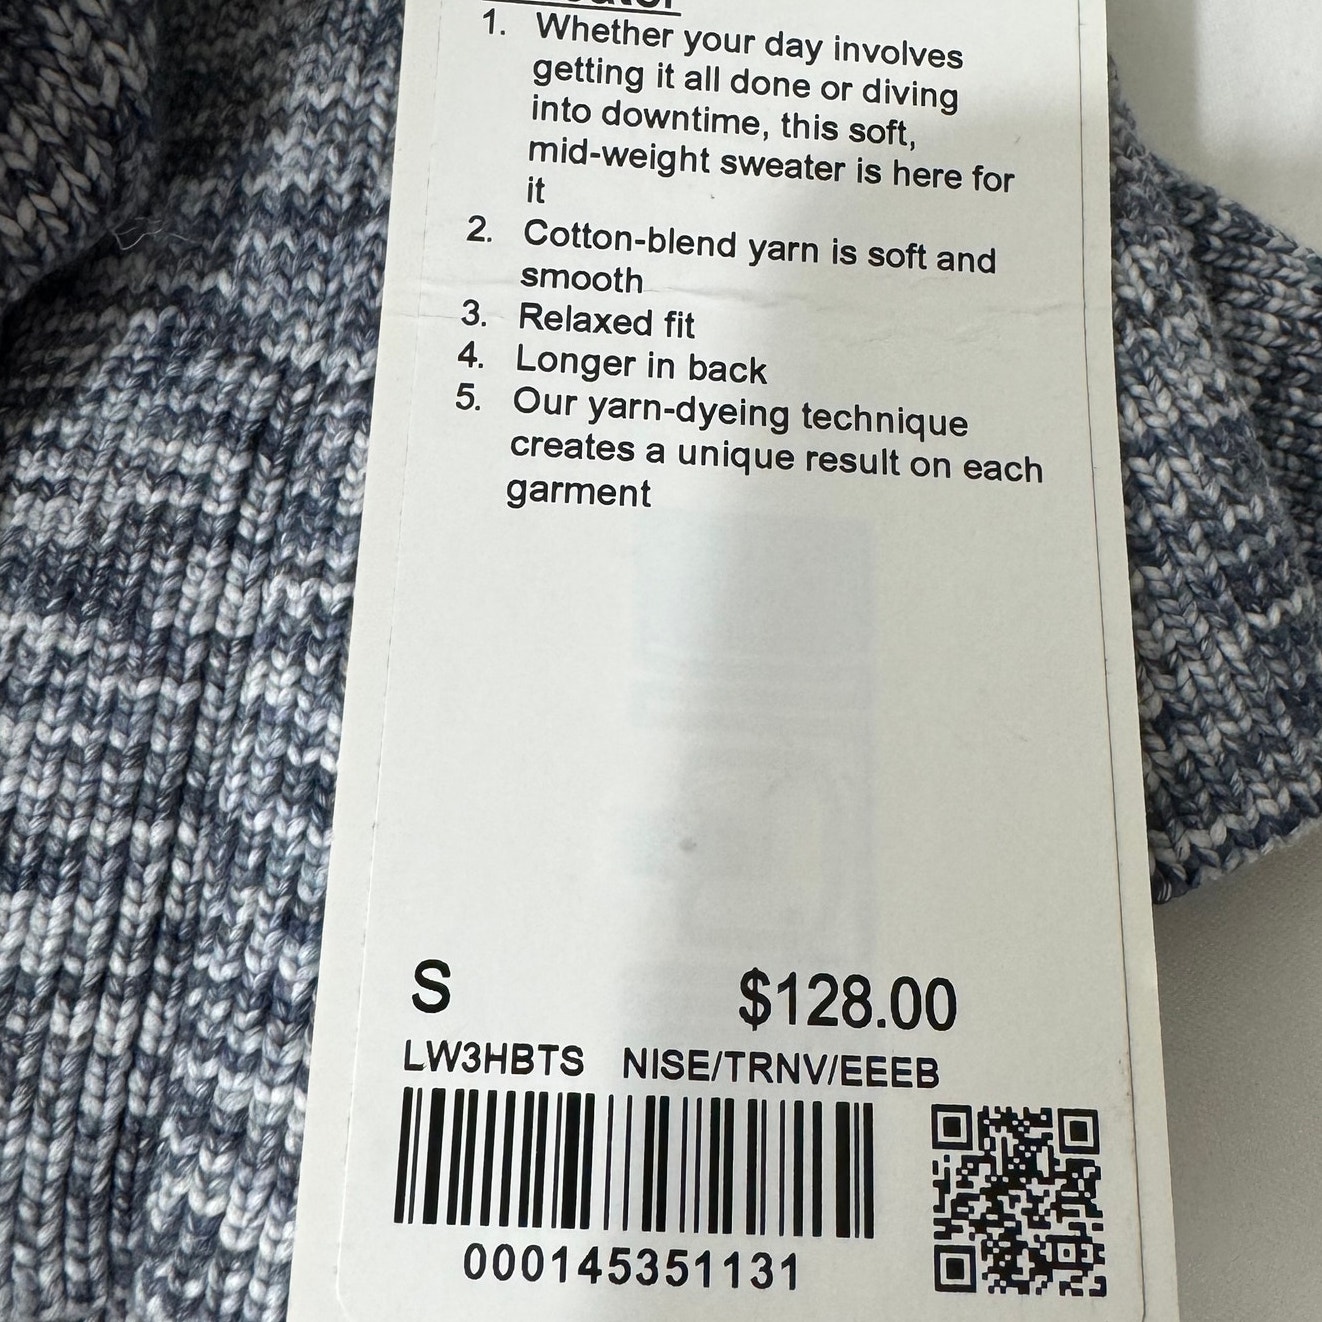 1. Whether your day involves
getting it all done or diving
into downtime, this soft,
mid-weight sweater is here for
it
2. Cotton-blend yarn is soft and
smooth
3. Relaxed fit
4. Longer in back
5. Our yarn-dyeing technique
creates a unique result on each
garment
S $128.00
LW3HBTS NISE/TRNV/EEEB
000145351131